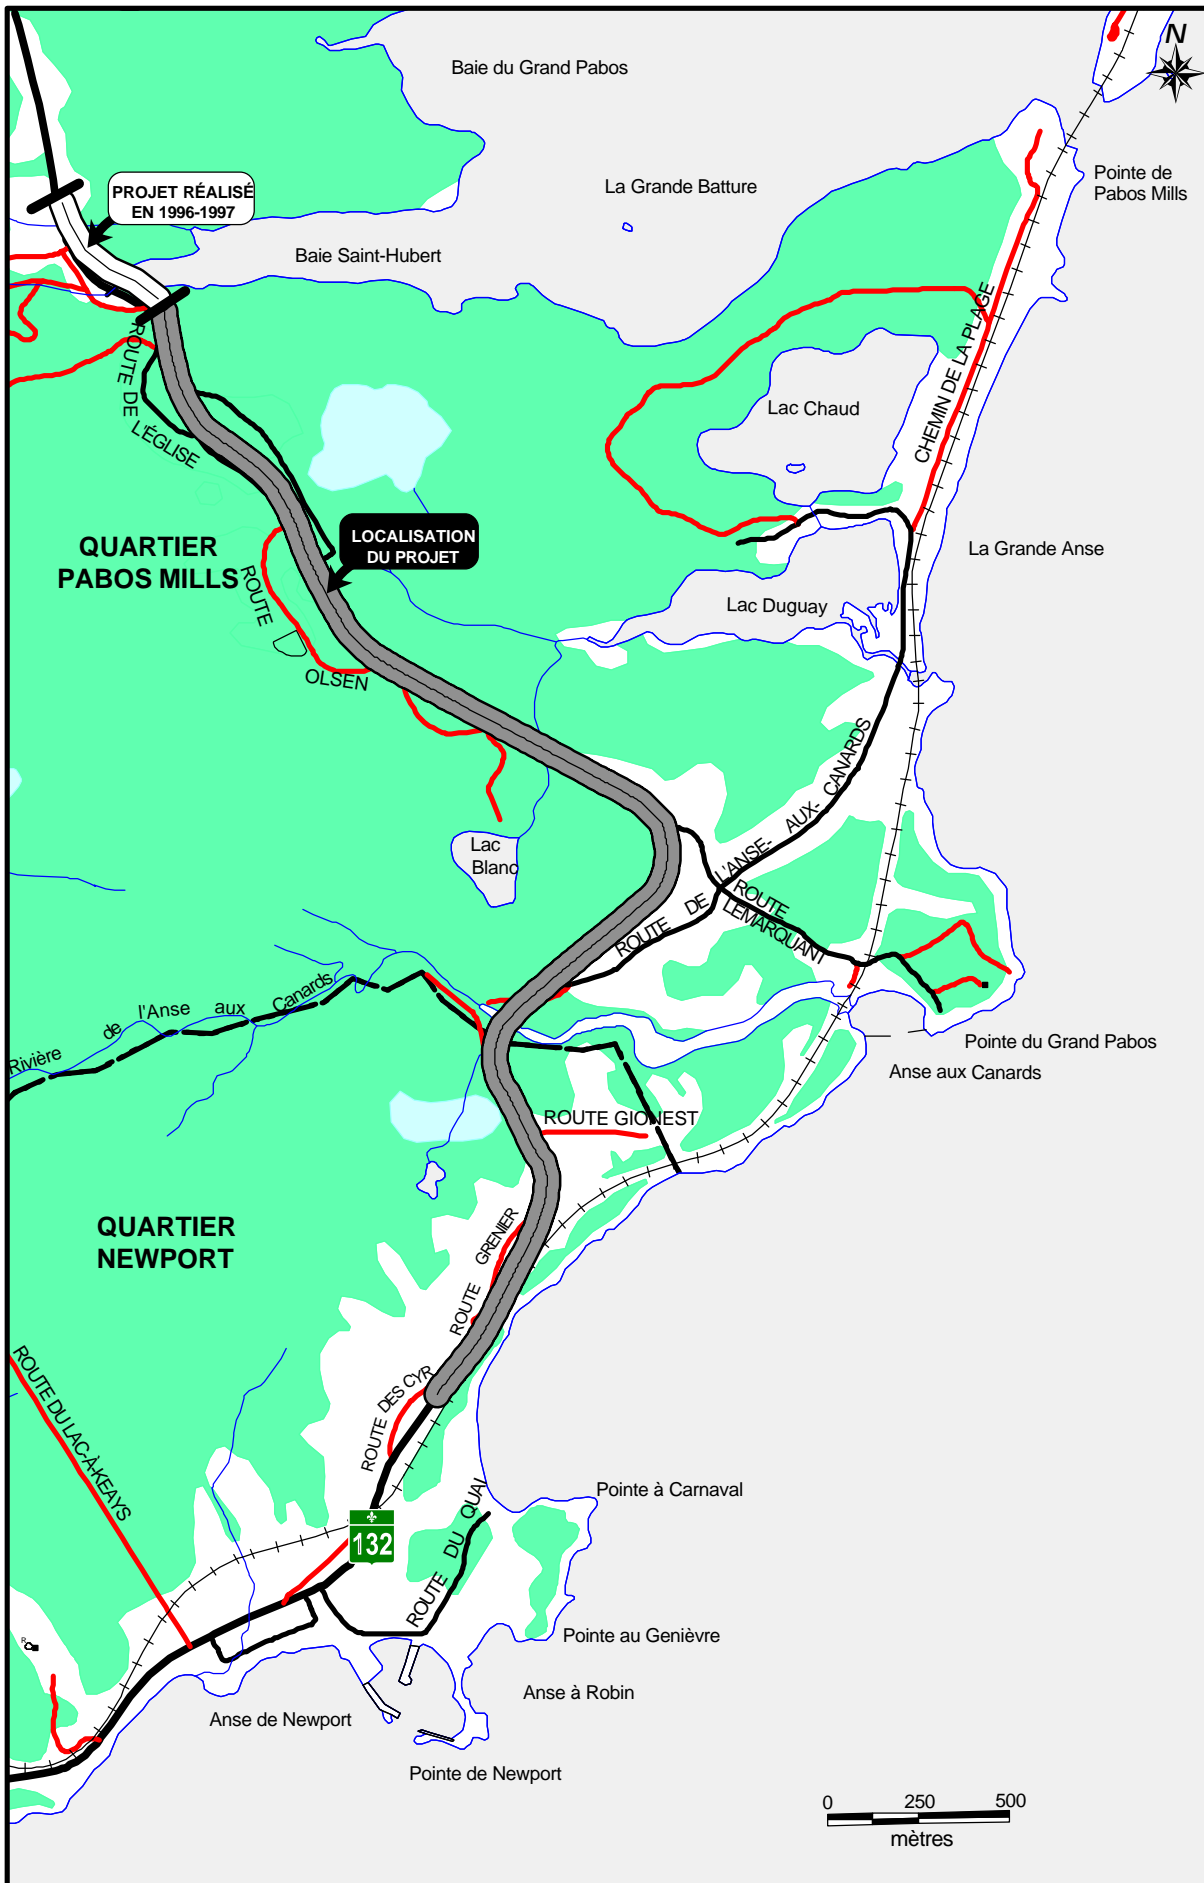 N
Baie du Grand Pabos
PROJET RÉALISÉ
EN 1996-1997
La Grande Batture
Pointe de
Pabos Mills
Baie Saint-Hubert
CHEMIN DE LA PLAGE
ROUTE DE
L'ÉGLISE
Lac Chaud
LOCALISATION
DU PROJET
QUARTIER
PABOS MILLS
La Grande Anse
ROUTE
OLSEN
Lac Duguay
ROUTE DE L'ANSE- AUX- CANARDS
Lac
Blanc
ROUTE
LEMARQUANT
Rivière de l'Anse aux Canards
Pointe du Grand Pabos
Anse aux Canards
ROUTE GIONEST
QUARTIER
NEWPORT
ROUTE GRENIER
ROUTE DES CYR
ROUTE DU LAC-À-KEAYS
Pointe à Carnaval
132
ROUTE DU QUAI
R
Pointe au Genièvre
Anse à Robin
Anse de Newport
Pointe de Newport
0 250 500
mètres